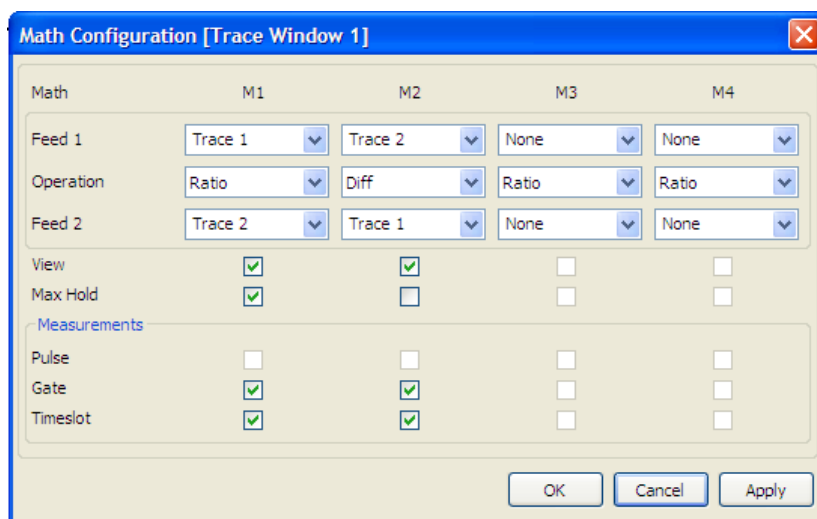 Math Configuration [Trace Window 1]
Math M1 M2 M3 M4
Feed 1 Trace 1 Trace 2 None None
Operation Ratio Diff Ratio Ratio
Feed 2 Trace 2 Trace 1 None None
View
Max Hold
Measurements
Pulse
Gate
Timeslot
OK Cancel Apply